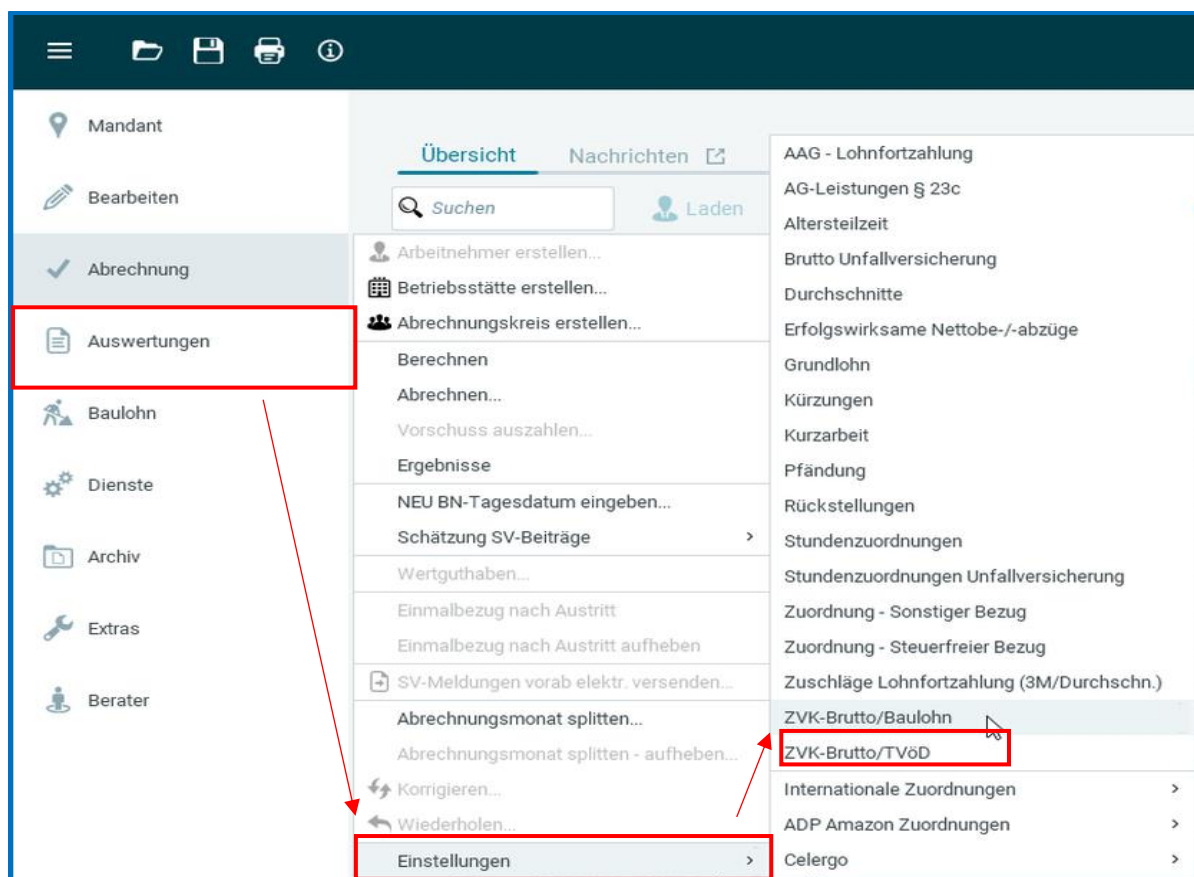 Mandant
Bearbeiten
Abrechnung
Auswertungen
Baulohn
Dienste
Archiv
Extras
Berater
Übersicht
Nachrichten
Suchen
Laden
Arbeitnehmer erstellen...
Betriebsstätte erstellen...
Abrechnungskreis erstellen...
Berechnen
Abrechnen...
Vorschuss auszahlen...
Ergebnisse
NEU BN-Tagesdatum eingeben...
Schätzung SV-Beiträge
Wertguthaben...
Einmalbezug nach Austritt
Einmalbezug nach Austritt aufheben
SV-Meldungen vorab elektr. versenden...
Abrechnungsmonat splitten...
Abrechnungsmonat splitten - aufheben...
Korrigieren...
Wiederholen...
Einstellungen
AAG - Lohnfortzahlung
AG-Leistungen § 23c
Altersteilzeit
Brutto Unfallversicherung
Durchschnitte
Erfolgswirksame Nettobe-/-abzüge
Grundlohn
Kürzungen
Kurzarbeit
Pfändung
Rückstellungen
Stundenzuordnungen
Stundenzuordnungen Unfallversicherung
Zuordnung - Sonstiger Bezug
Zuordnung - Steuerfreier Bezug
Zuschläge Lohnfortzahlung (3M/Durchschn.)
ZVK-Brutto/Baulohn
ZVK-Brutto/TVöD
Internationale Zuordnungen
ADP Amazon Zuordnungen
Celergo